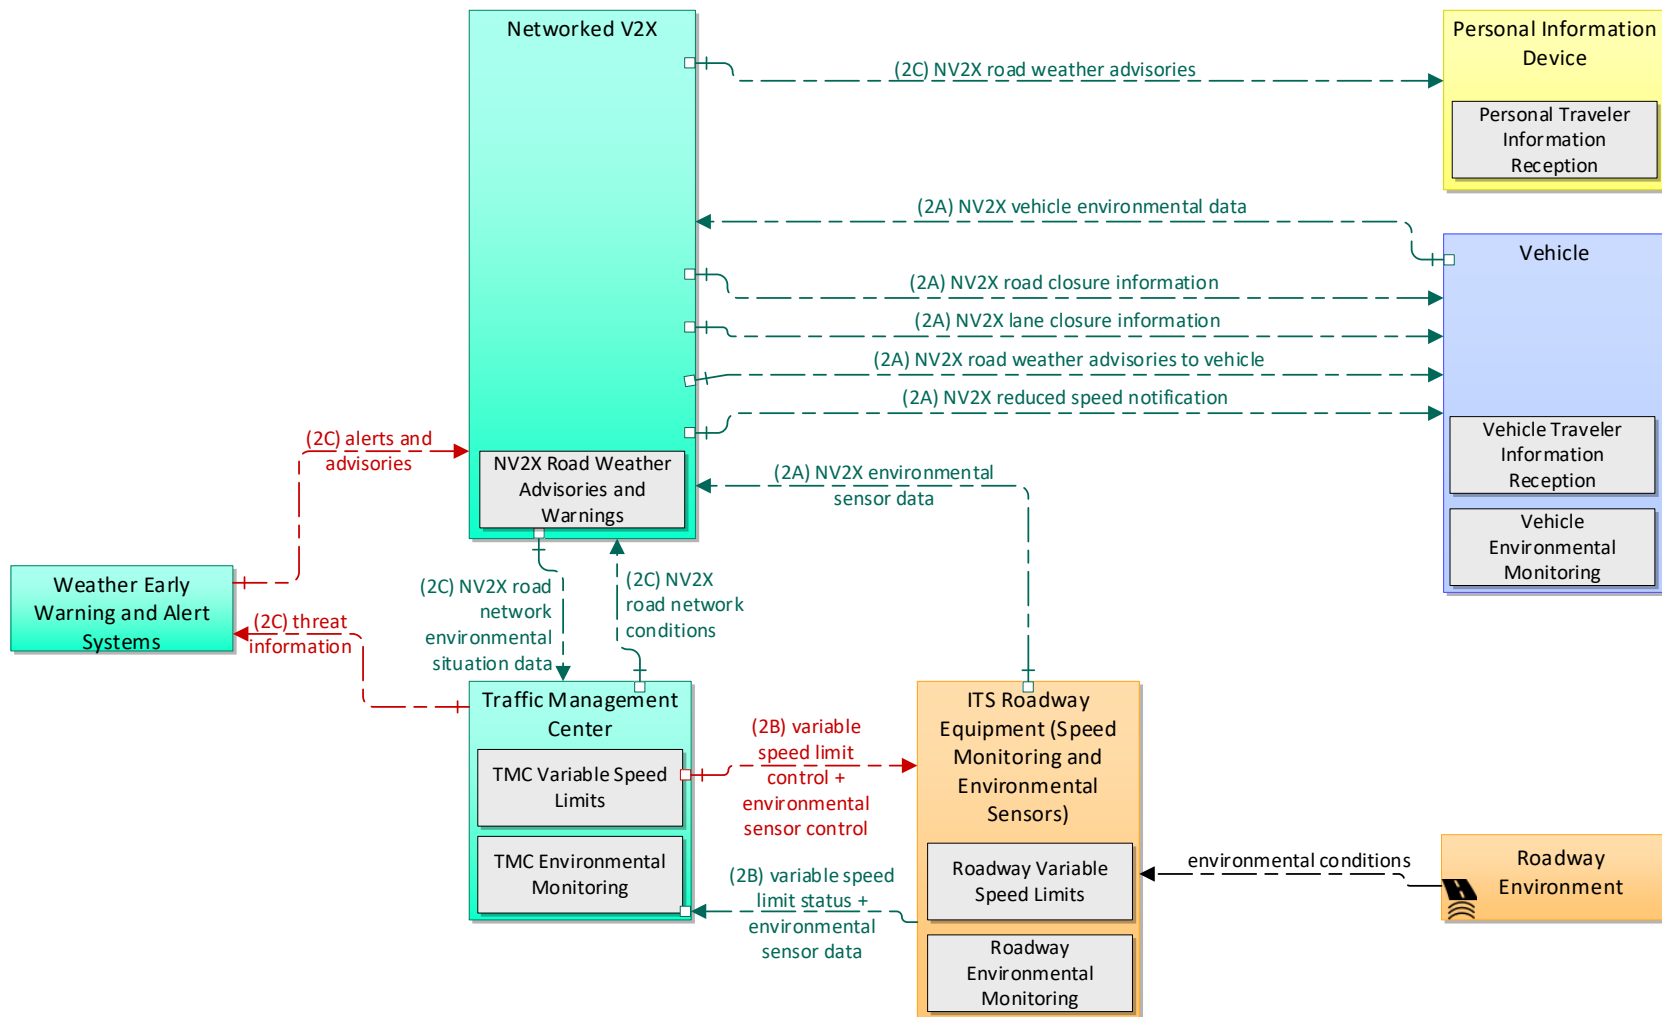 Networked V2X
Personal Information
Device
(2C) NV2X road weather advisories
Personal Traveler
Information
Reception
(2A) NV2X vehicle environmental data
Vehicle
(2A) NV2X road closure information
(2A) NV2X lane closure information
(2A) NV2X road weather advisories to vehicle
(2A) NV2X reduced speed notification
Vehicle Traveler
Information
Reception
Vehicle
Environmental
Monitoring
(2C) alerts and
advisories
NV2X Road Weather
Advisories and
Warnings
(2A) NV2X environmental
sensor data
Weather Early
Warning and Alert
Systems
(2C) threat
information
(2C) NV2X road
network
environmental
situation data
(2C) NV2X
road network
conditions
Traffic Management
Center
TMC Variable Speed
Limits
TMC Environmental
Monitoring
(2B) variable
speed limit
control +
environmental
sensor control
(2B) variable speed
limit status +
environmental
sensor data
ITS Roadway
Equipment (Speed
Monitoring and
Environmental
Sensors)
Roadway Variable
Speed Limits
Roadway
Environmental
Monitoring
environmental conditions
Roadway
Environment